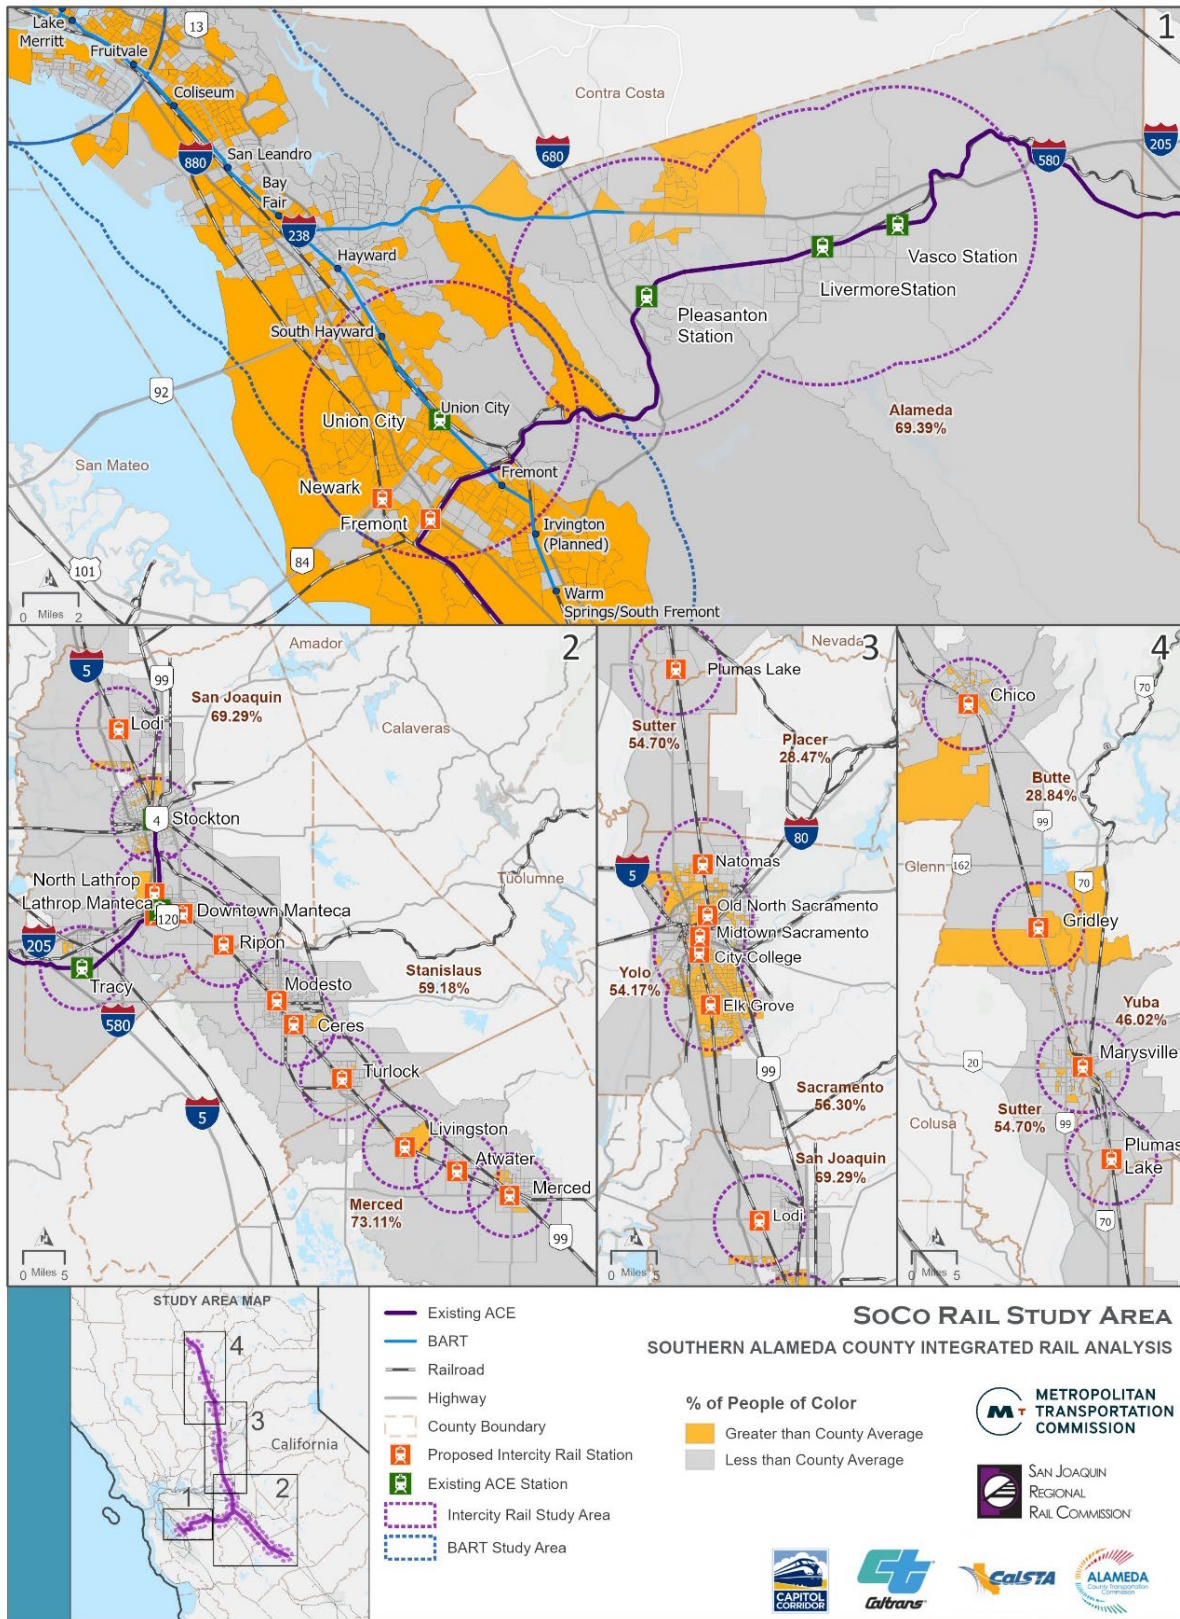 1
Lake
Merritt
13
Fruitvale
Coliseum
Contra Costa
880
San Leandro
Bay
Fair
238
680
580
205
Hayward
Vasco Station
LivermoreStation
Pleasanton
Station
South Hayward
92
Union City
Union City
Alameda
69.39%
San Mateo
Newark
Fremont
Fremont
Irvington
(Planned)
84
101
Warm
Springs/South Fremont
0 Miles 2
2
Amador
5
99
San Joaquin
69.29%
Lodi
Calaveras
4
Stockton
Tuolumne
North Lathrop
Lathrop Manteca
120
Downtown Manteca
205
Ripon
Tracy
Stanislaus
59.18%
Modesto
580
Ceres
Turlock
5
Livingston
Atwater
Merced
Merced
73.11%
99
0 Miles 5
3
Nevada
Plumas Lake
Sutter
54.70%
Placer
28.47%
80
5
Natomas
Old North Sacramento
Midtown Sacramento
City College
Yolo
54.17%
Elk Grove
99
Sacramento
56.30%
San Joaquin
69.29%
Lodi
0 Miles 5
4
70
Chico
Butte
28.84%
99
Glenn
162
70
Gridley
Yuba
46.02%
20
Marysville
Sutter
54.70%
Colusa
99
Plumas
Lake
70
0 Miles 5
STUDY AREA MAP
4
3
California
2
1
Existing ACE
BART
Railroad
Highway
County Boundary
Proposed Intercity Rail Station
Existing ACE Station
Intercity Rail Study Area
BART Study Area
SoCo Rail Study Area
SOUTHERN ALAMEDA COUNTY INTEGRATED RAIL ANALYSIS
% of People of Color
Greater than County Average
Less than County Average
M T
METROPOLITAN
TRANSPORTATION
COMMISSION
SAN JOAQUIN
REGIONAL
RAIL COMMISSION
CAPITOL
CORRIDOR
Caltrans
CalSTA
ALAMEDA
County Transportation
Commission